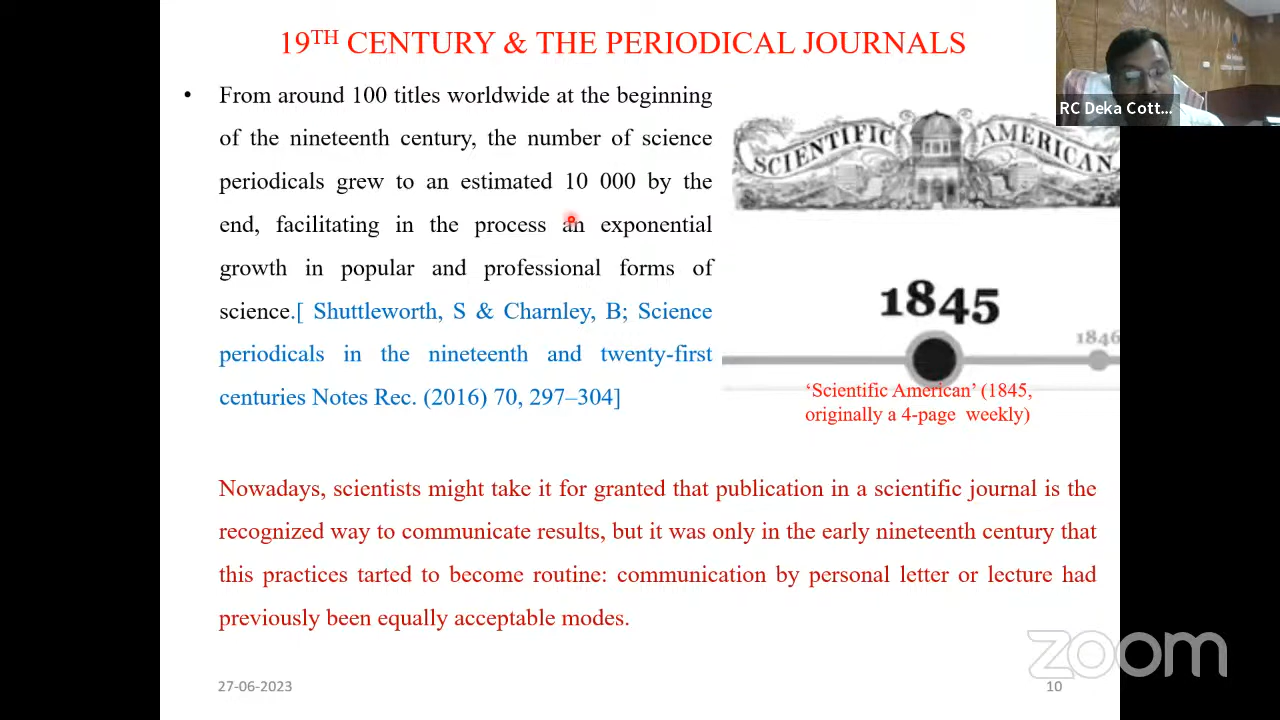 19TH CENTURY & THE PERIODICAL JOURNALS
RC Deka Cott...
• From around 100 titles worldwide at the beginning
of the nineteenth century, the number of science
periodicals grew to an estimated 10 000 by the
end, facilitating in the process an exponential
growth in popular and professional forms of
science.[ Shuttleworth, S & Charnley, B; Science
periodicals in the nineteenth and twenty-first
centuries Notes Rec. (2016) 70, 297–304]
SCIENTIFIC AMERICAN
1845
1846
‘Scientific American’ (1845,
originally a 4-page weekly)
Nowadays, scientists might take it for granted that publication in a scientific journal is the
recognized way to communicate results, but it was only in the early nineteenth century that
this practices tarted to become routine: communication by personal letter or lecture had
previously been equally acceptable modes.
zoom
27-06-2023
10